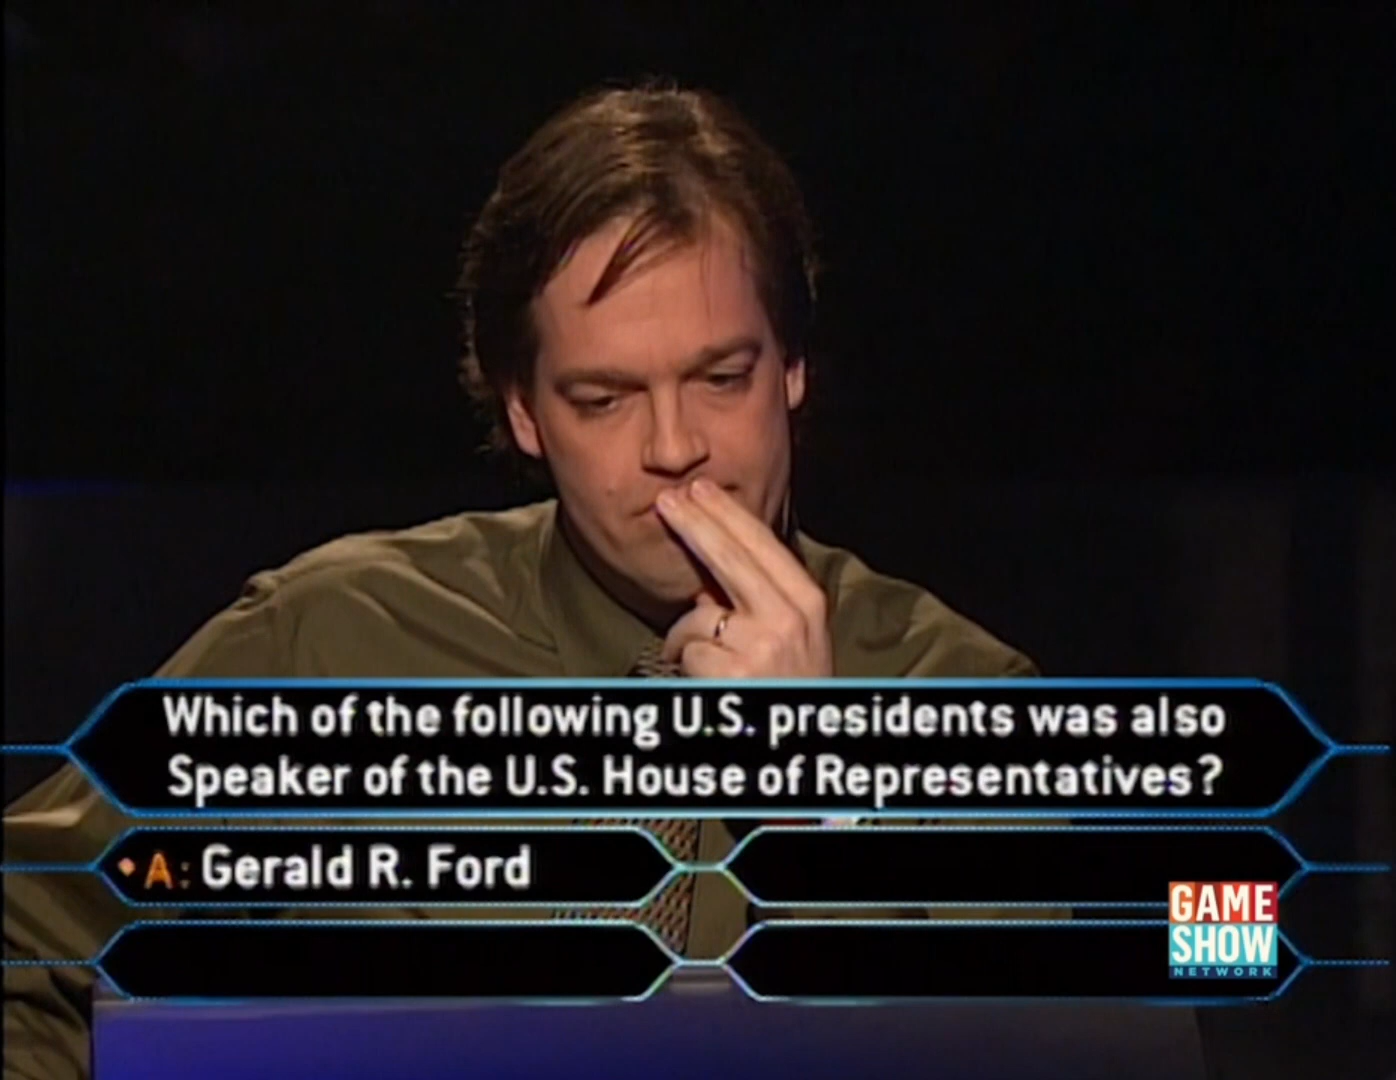 Which of the following U.S. presidents was also
Speaker of the U.S. House of Representatives?
A: Gerald R. Ford
GAME
SHOW
NETWORK